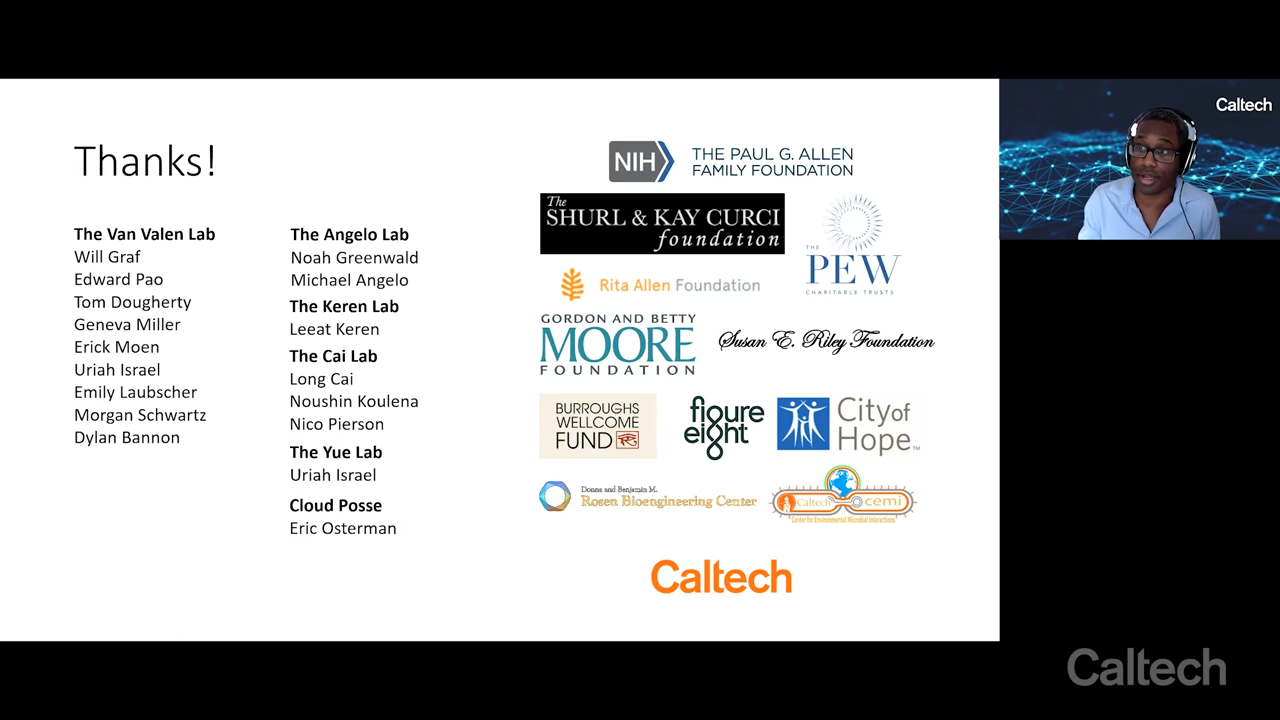 Thanks!
The Van Valen Lab
Will Graf
Edward Pao
Tom Dougherty
Geneva Miller
Erick Moen
Uriah Israel
Emily Laubscher
Morgan Schwartz
Dylan Bannon
The Angelo Lab
Noah Greenwald
Michael Angelo
The Keren Lab
Leeat Keren
The Cai Lab
Long Cai
Noushin Koulena
Nico Pierson
The Yue Lab
Uriah Israel
Cloud Posse
Eric Osterman
NIH
THE PAUL G. ALLEN
FAMILY FOUNDATION
The
SHURL & KAY CURCI
foundation
THE
PEW
CHARITABLE TRUSTS
Rita Allen Foundation
GORDON AND BETTY
MOORE
FOUNDATION
Susan E. Riley Foundation
BURROUGHS
WELLCOME
FUND
figure
eight
City of
Hope™
Donna and Benjamin M.
Rosen Bioengineering Center
Caltech
cemi
Center for Environmental Microbial Interactions
Caltech
Caltech
Caltech